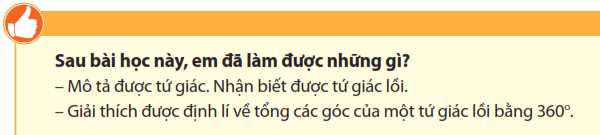 Sau bài học này, em đã làm được những gì?
– Mô tả được tứ giác. Nhận biết được tứ giác lồi.
– Giải thích được định lí về tổng các góc của một tứ giác lồi bằng 360°.